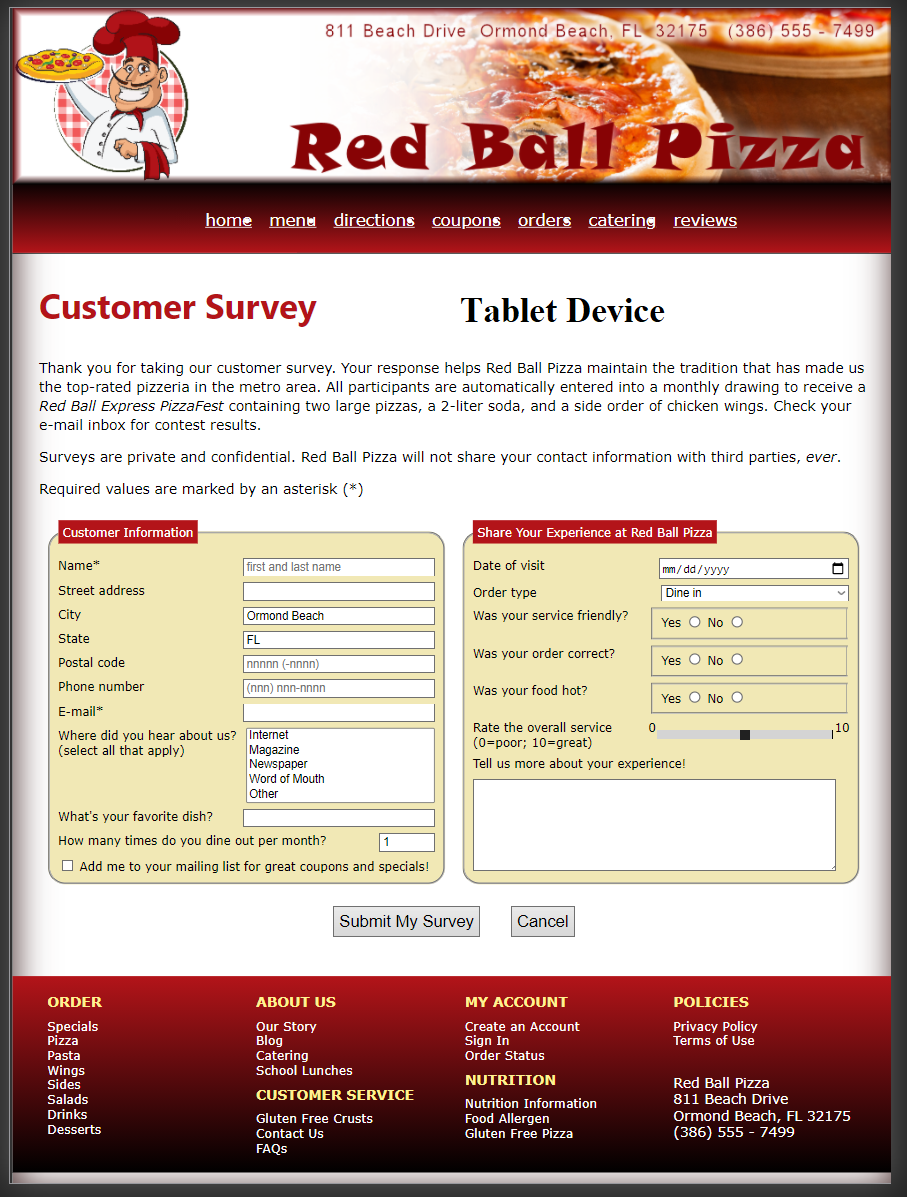 811 Beach Drive Ormond Beach, FL 32175 (386) 555 - 7499
Red Ball Pizza
home menu directions coupons orders catering reviews
Customer Survey
Tablet Device
Thank you for taking our customer survey. Your response helps Red Ball Pizza maintain the tradition that has made us
the top-rated pizzeria in the metro area. All participants are automatically entered into a monthly drawing to receive a
Red Ball Express PizzaFest containing two large pizzas, a 2-liter soda, and a side order of chicken wings. Check your
e-mail inbox for contest results.
Surveys are private and confidential. Red Ball Pizza will not share your contact information with third parties, ever.
Required values are marked by an asterisk (*)
Customer Information
Name* first and last name
Street address
City Ormond Beach
State FL
Postal code nnnnn (-nnnn)
Phone number (nnn) nnn-nnnn
E-mail*
Where did you hear about us?
(select all that apply)
Internet
Magazine
Newspaper
Word of Mouth
Other
What's your favorite dish?
How many times do you dine out per month? 1
Add me to your mailing list for great coupons and specials!
Share Your Experience at Red Ball Pizza
Date of visit mm/dd/yyyy
Order type Dine in
Was your service friendly? Yes No
Was your order correct? Yes No
Was your food hot? Yes No
Rate the overall service 0 10
(0=poor; 10=great)
Tell us more about your experience!
Submit My Survey Cancel
ORDER
Specials
Pizza
Pasta
Wings
Sides
Salads
Drinks
Desserts
ABOUT US
Our Story
Blog
Catering
School Lunches
CUSTOMER SERVICE
Gluten Free Crusts
Contact Us
FAQs
MY ACCOUNT
Create an Account
Sign In
Order Status
NUTRITION
Nutrition Information
Food Allergen
Gluten Free Pizza
POLICIES
Privacy Policy
Terms of Use
Red Ball Pizza
811 Beach Drive
Ormond Beach, FL 32175
(386) 555 - 7499